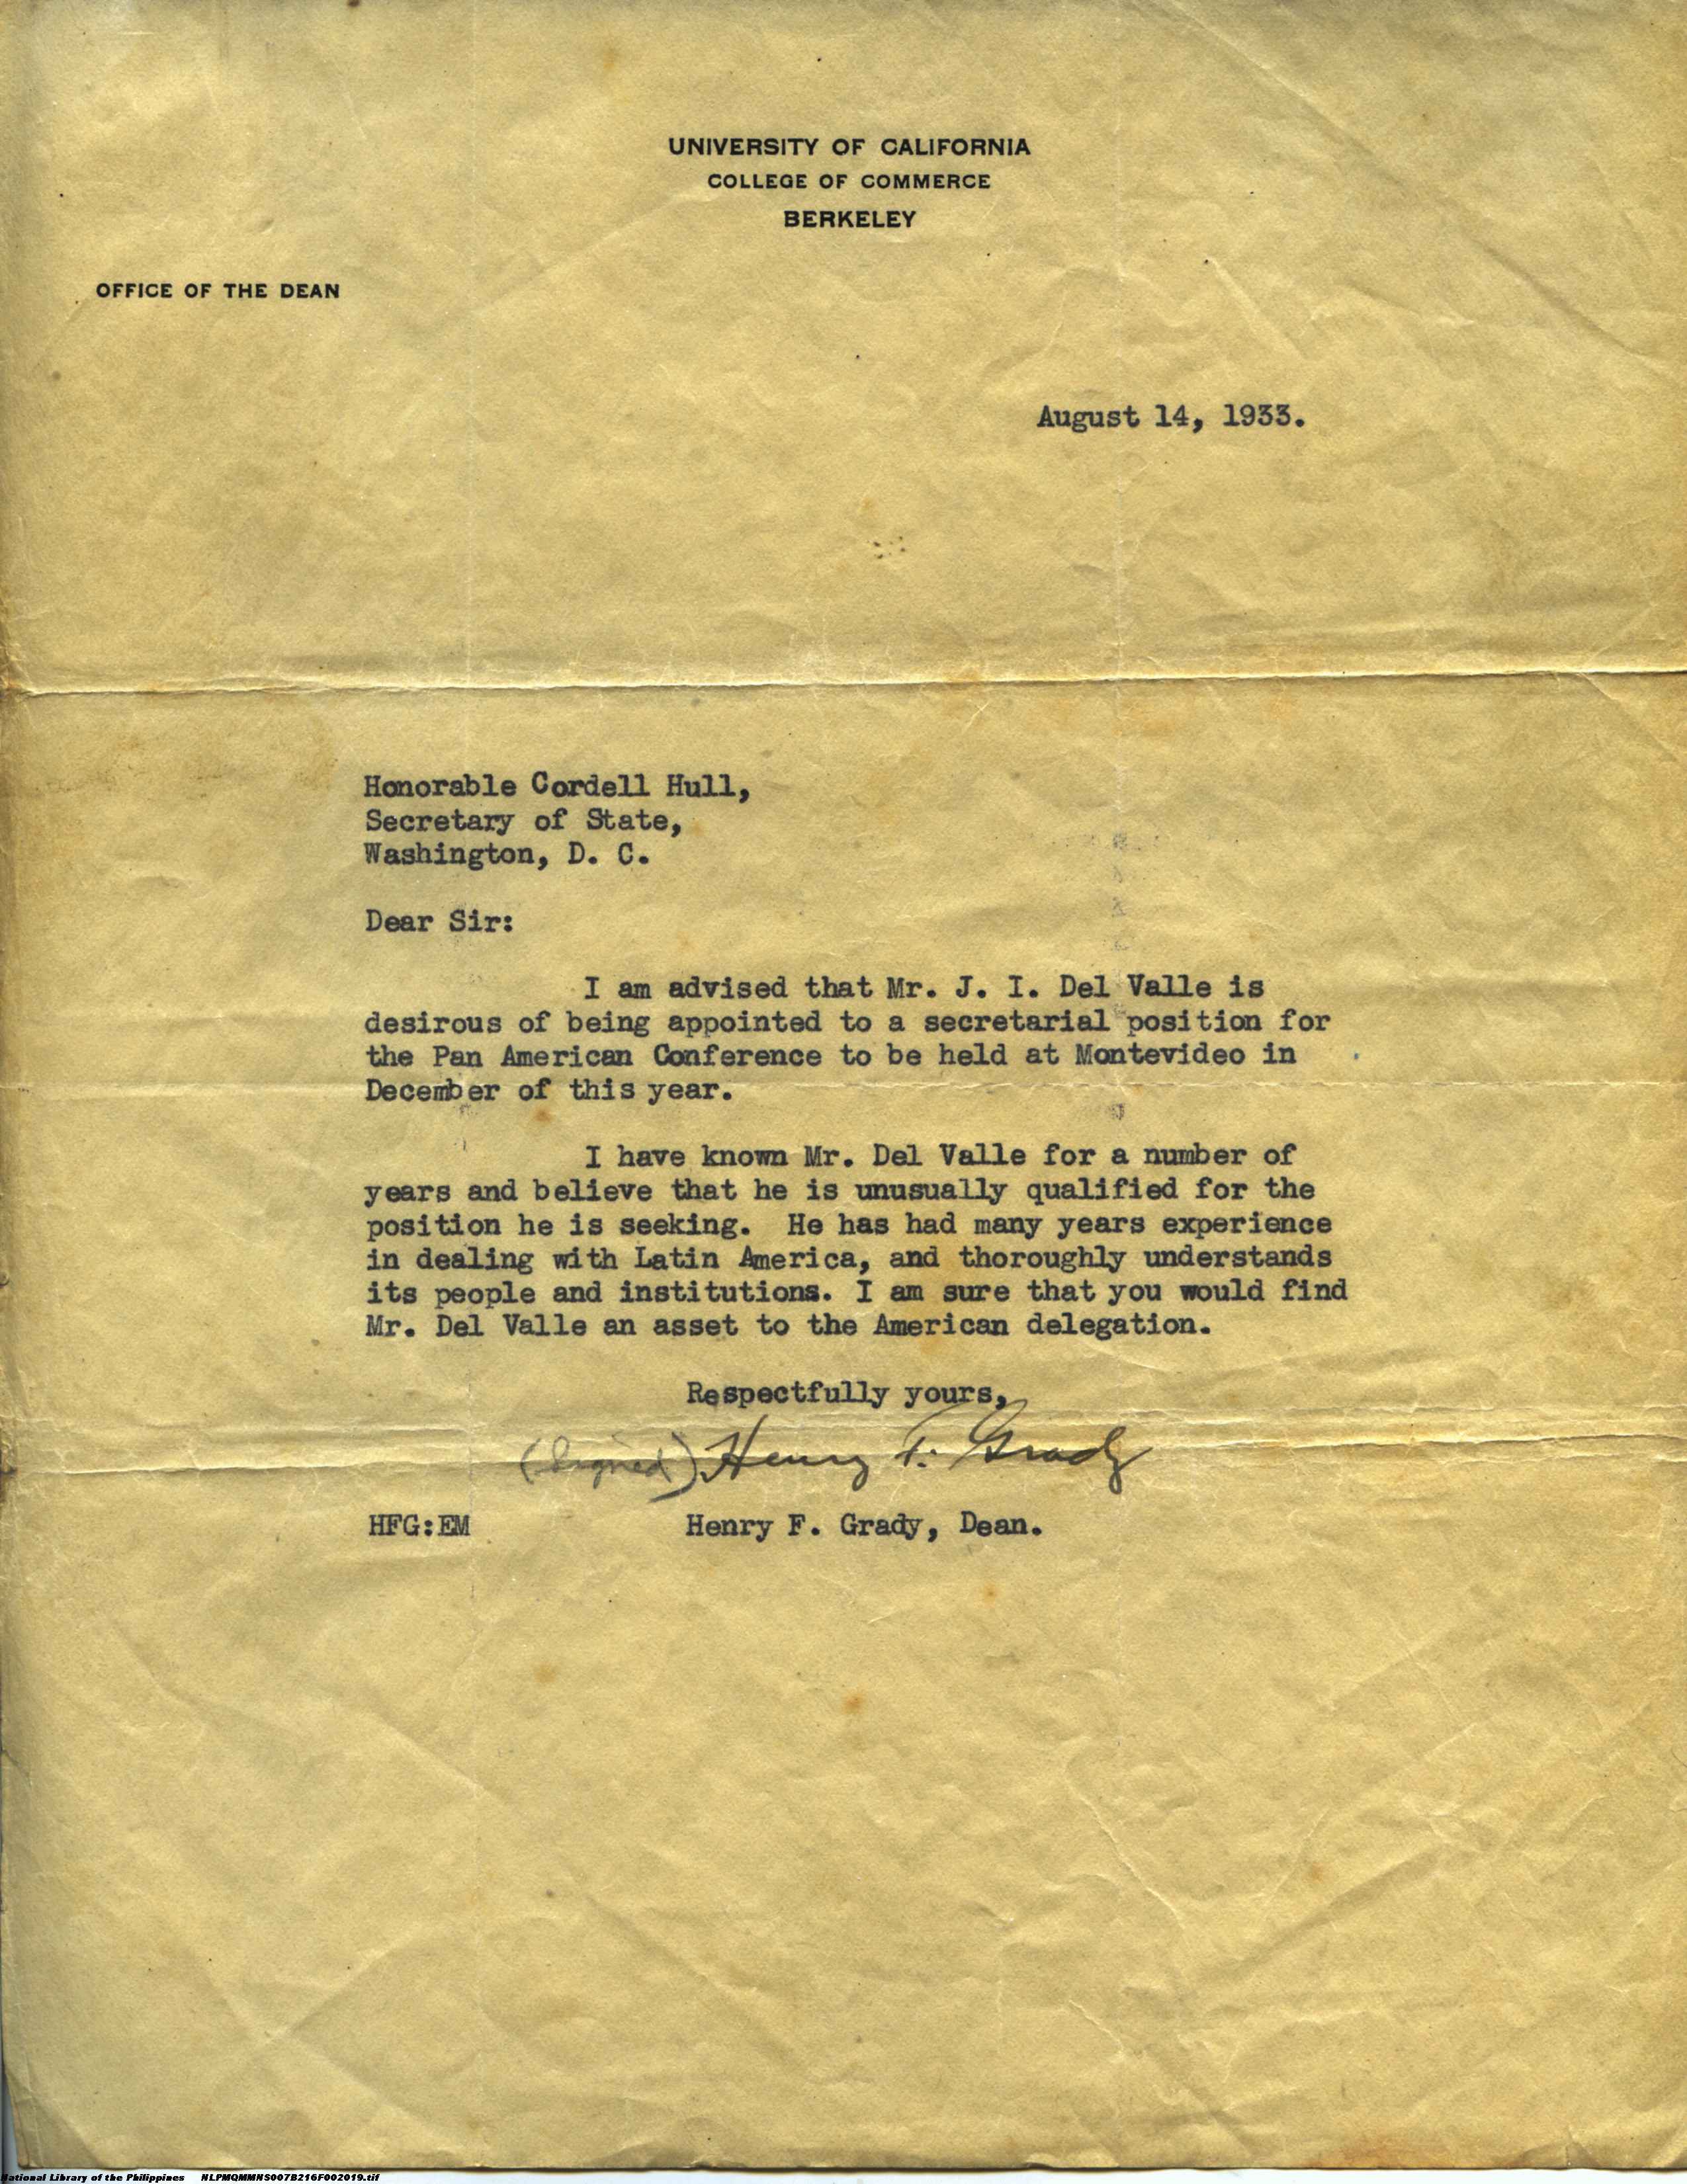 UNIVERSITY OF CALIFORNIA
COLLEGE OF COMMERCE
BERKELEY
OFFICE OF THE DEAN
August 14, 1933.
Honorable Cordell Hull,
Secretary of State,
Washington, D. C.
Dear Sir:
I am advised that Mr. J. I. Del Valle is
desirous of being appointed to a secretarial position for
the Pan American Conference to be held at Montevideo in
December of this year.
I have known Mr. Del Valle for a number of
years and believe that he is unusually qualified for the
position he is seeking. He has had many years experience
in dealing with Latin America, and thoroughly understands
its people and institutions. I am sure that you would find
Mr. Del Valle an asset to the American delegation.
Respectfully yours,
(Signed) Henry F. Grady
HFG:EM Henry F. Grady, Dean.
National Library of the Philippines NLPMQMMNS007B216F002019.tif